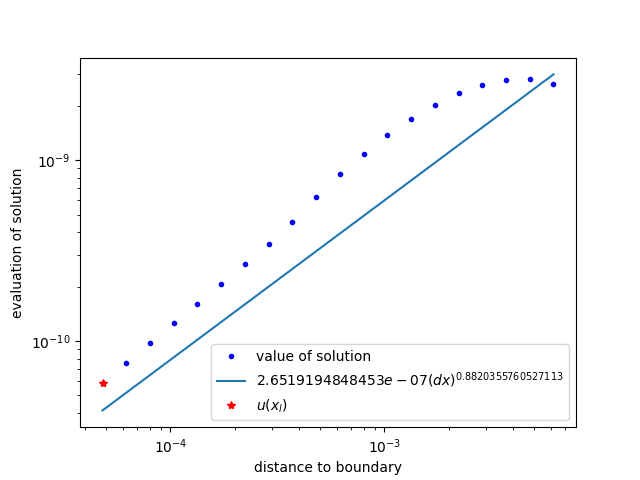 10⁻⁹
10⁻¹⁰
evaluation of solution
value of solution
2.6519194848453e − 07(dx)^0.8820355760527113
u(x_l)
10⁻⁴
10⁻³
distance to boundary